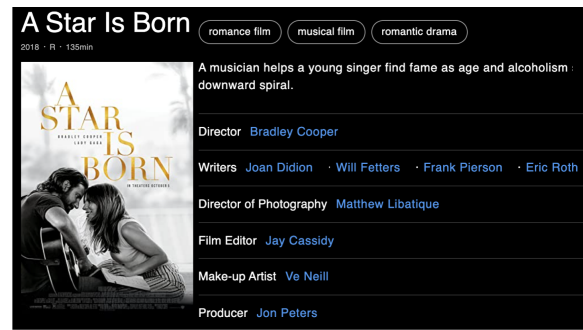 A Star Is Born
romance film
musical film
romantic drama
2018 · R · 135min
A musician helps a young singer find fame as age and alcoholism
downward spiral.
A
STAR
IS
BORN
BRADLEY COOPER
LADY GAGA
IN THEATERS OCTOBER 5
Director Bradley Cooper
Writers Joan Didion · Will Fetters · Frank Pierson · Eric Roth
Director of Photography Matthew Libatique
Film Editor Jay Cassidy
Make-up Artist Ve Neill
Producer Jon Peters